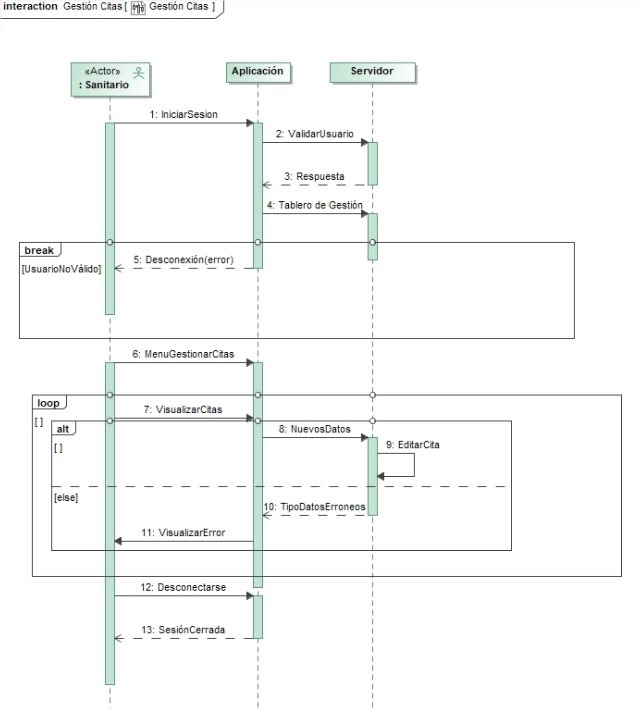 interaction Gestión Citas [ Gestión Citas ]
«Actor»
: Sanitario
Aplicación
Servidor
1: IniciarSesion
2: ValidarUsuario
3: Respuesta
4: Tablero de Gestión
break
[UsuarioNoVálido]
5: Desconexión(error)
6: MenuGestionarCitas
loop
[ ]
7: VisualizarCitas
alt
[ ]
8: NuevosDatos
9: EditarCita
[else]
10: TipoDatosErroneos
11: VisualizarError
12: Desconectarse
13: SesiónCerrada